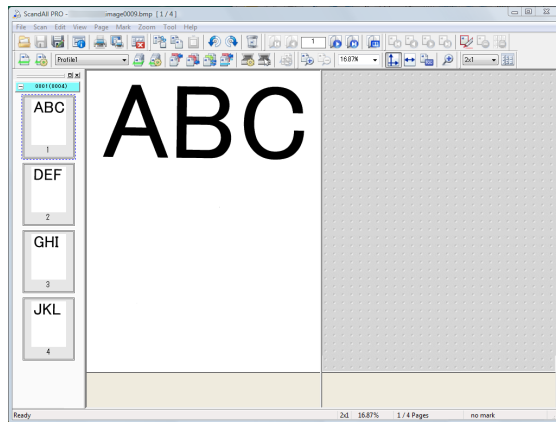 ScandAll PRO - image0009.bmp [ 1 / 4 ]
File Scan Edit View Page Mark Zoom Tool Help
1
Profile1 16.87% 2x1
0001(0004)
ABC
1
DEF
2
GHI
3
JKL
4
ABC
Ready 2x1 16.87% 1 / 4 Pages no mark